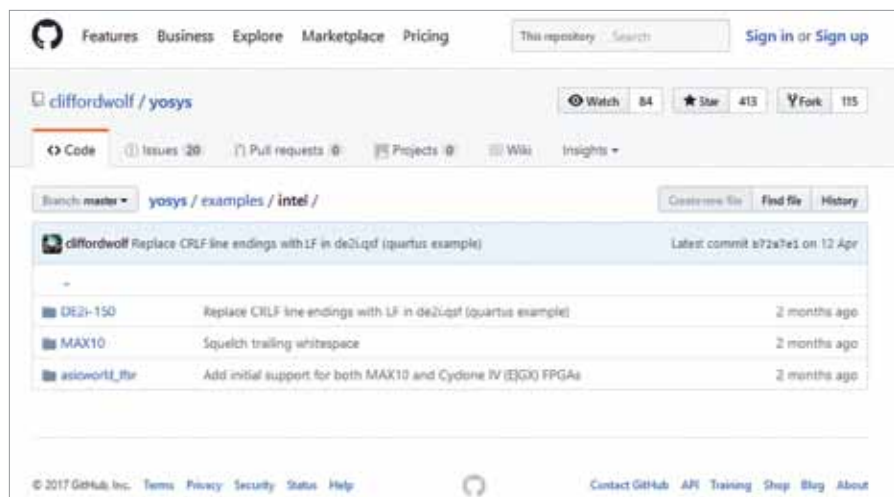 Features Business Explore Marketplace Pricing This repository Search Sign in or Sign up
cliffordwolf / yosys Watch 84 Star 413 Fork 115
Code Issues 20 Pull requests 0 Projects 0 Wiki Insights
Branch: master yosys / examples / intel / Create new file Find file History
cliffordwolf Replace CRLF line endings with LF in de2i.qsf (quartus example) Latest commit e72a7e1 on 12 Apr
..
DE2i-150 Replace CRLF line endings with LF in de2i.qsf (quartus example) 2 months ago
MAX10 Squelch trailing whitespace 2 months ago
asicworld_lfsr Add initial support for both MAX10 and Cyclone IV (E|GX) FPGAs 2 months ago
© 2017 GitHub, Inc. Terms Privacy Security Status Help Contact GitHub API Training Shop Blog About